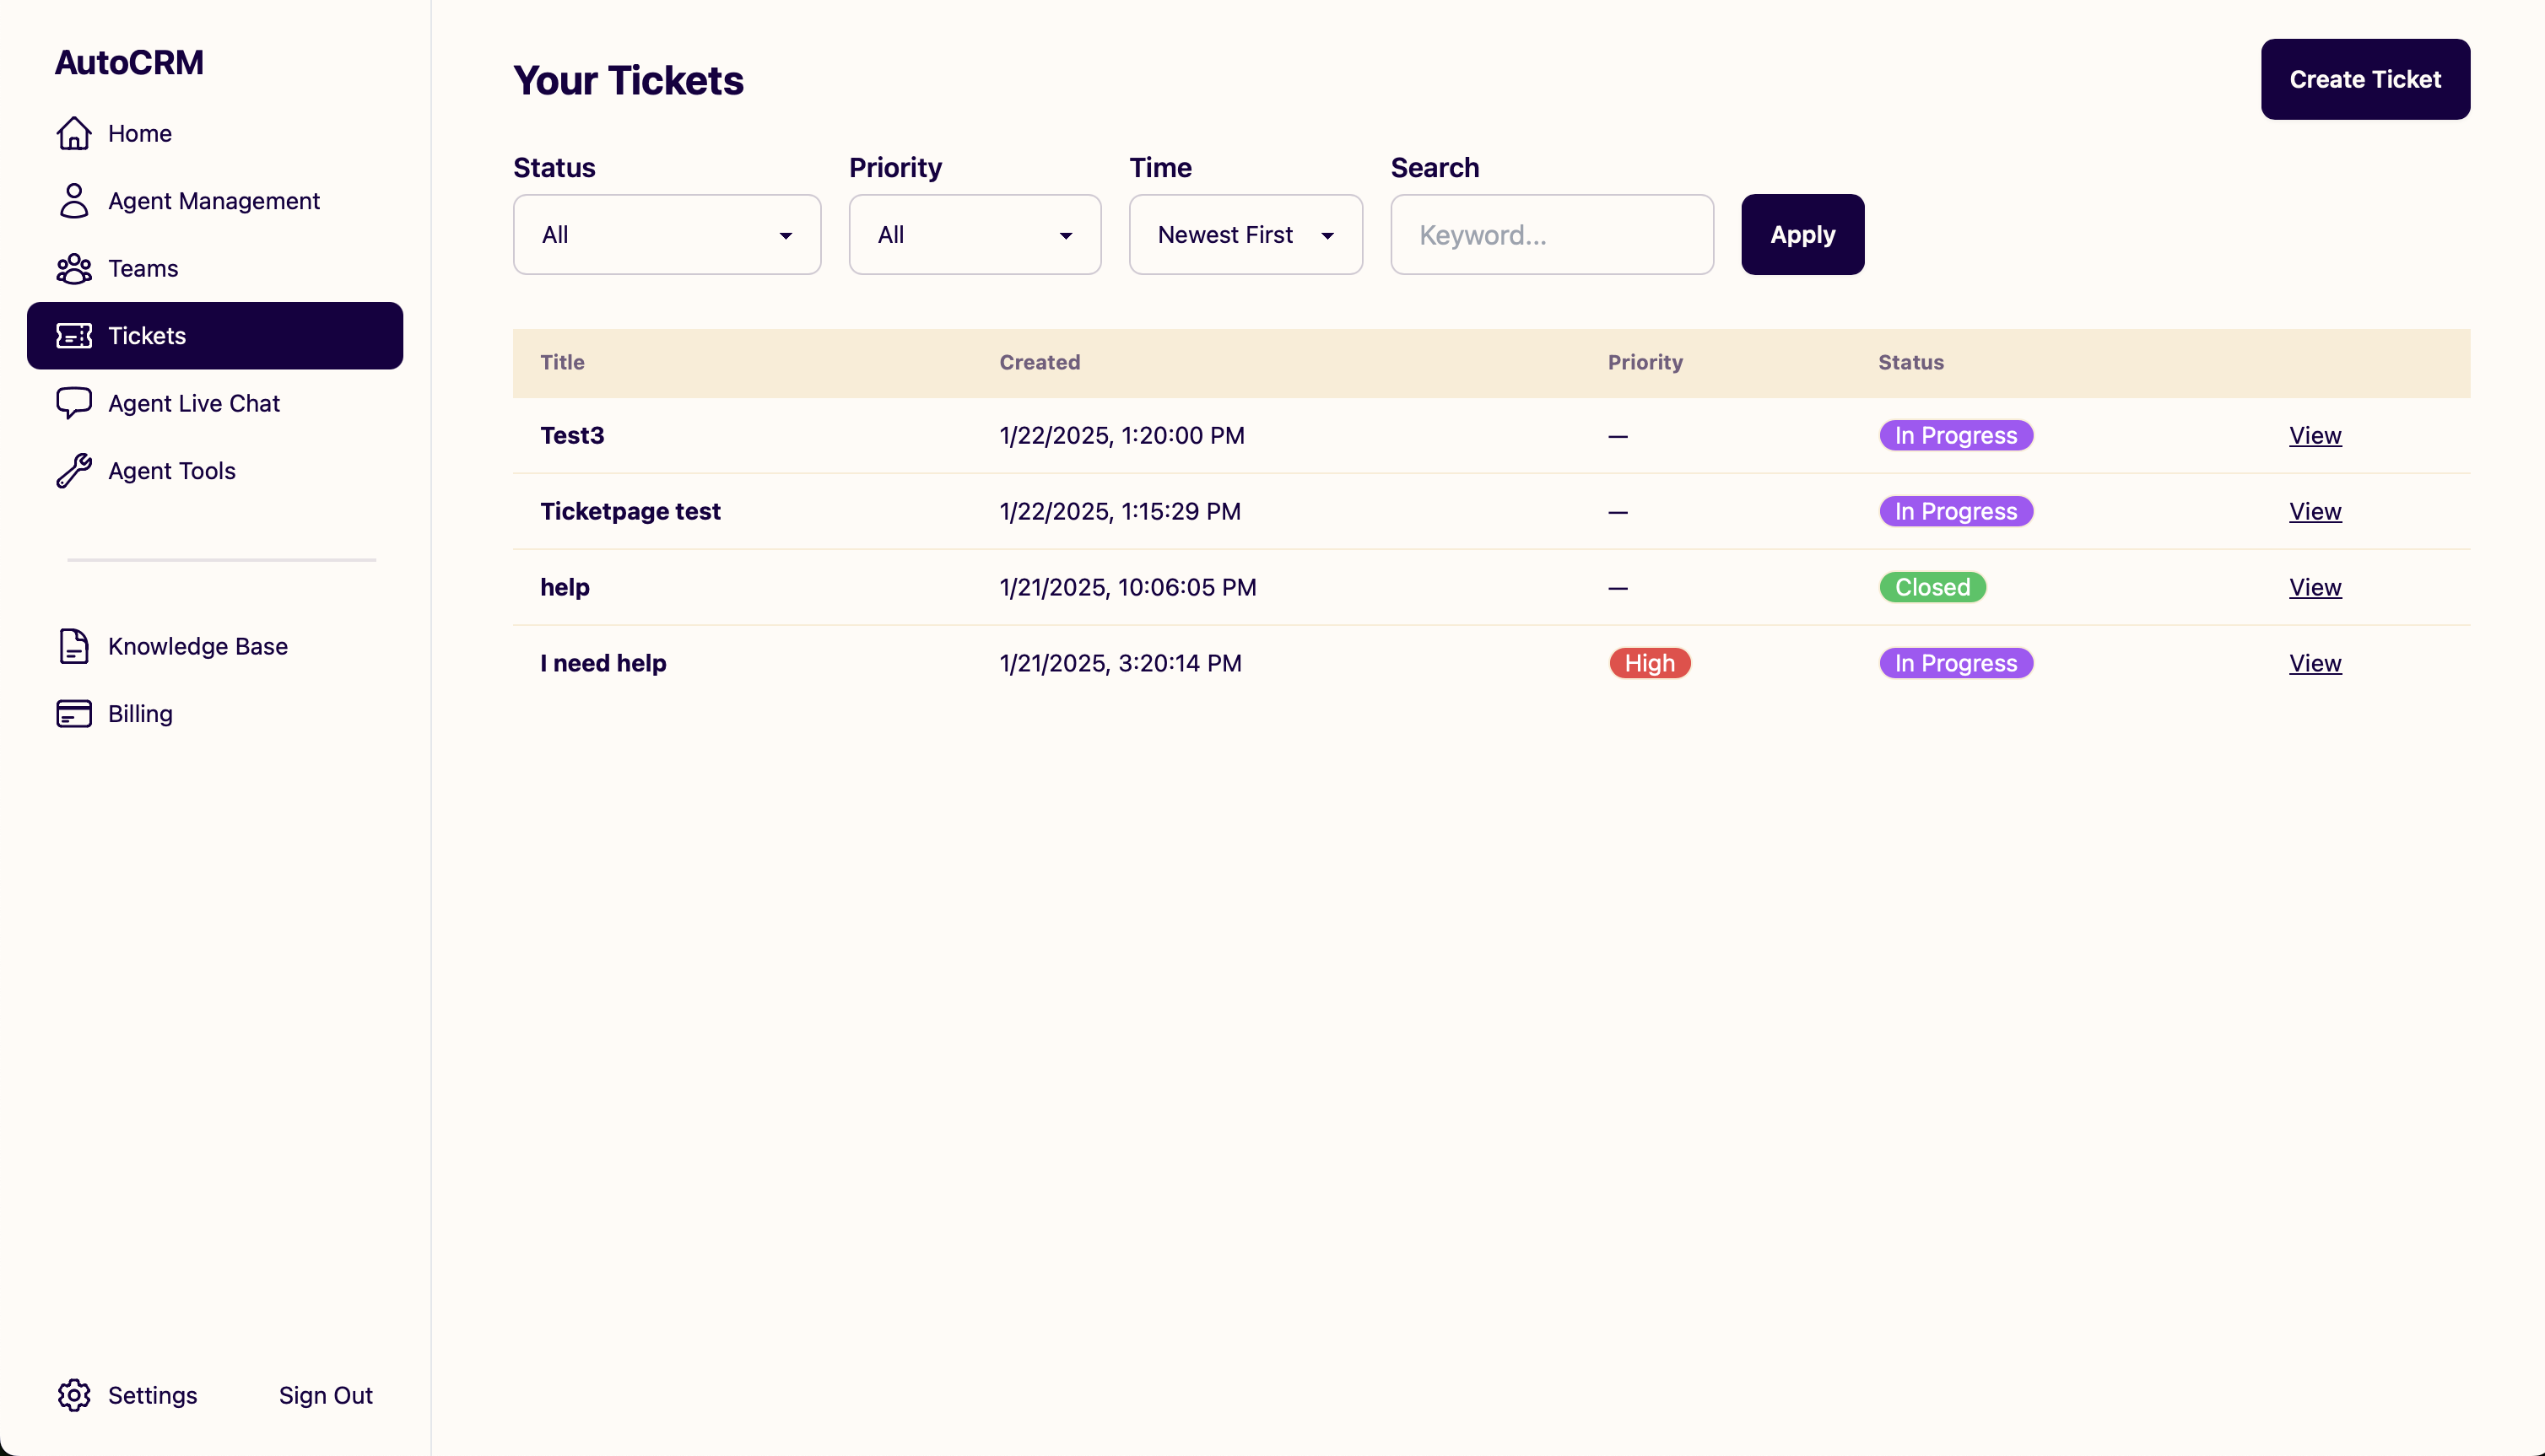 AutoCRM
Home
Agent Management
Teams
Tickets
Agent Live Chat
Agent Tools
Knowledge Base
Billing
Settings
Sign Out
Your Tickets
Create Ticket
Status Priority Time Search
All All Newest First Keyword... Apply
Title Created Priority Status
Test3 1/22/2025, 1:20:00 PM — In Progress View
Ticketpage test 1/22/2025, 1:15:29 PM — In Progress View
help 1/21/2025, 10:06:05 PM — Closed View
I need help 1/21/2025, 3:20:14 PM High In Progress View